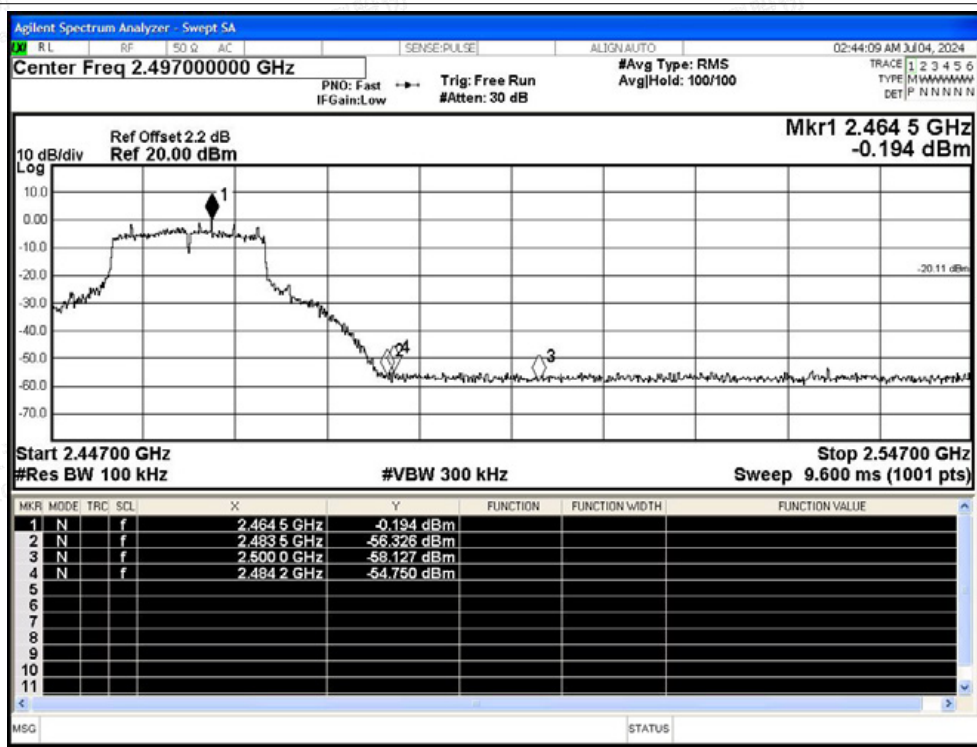 Agilent Spectrum Analyzer - Swept SA
RL RF 50 Ω AC SENSE:PULSE ALIGN AUTO 02:44:09 AM Jul 04, 2024
Center Freq 2.497000000 GHz
PNO: Fast
IFGain:Low
Trig: Free Run
#Atten: 30 dB
#Avg Type: RMS
Avg|Hold: 100/100
TRACE 1 2 3 4 5 6
TYPE M W W W W W
DET P N N N N N
10 dB/div
Log
Ref Offset 2.2 dB
Ref 20.00 dBm
Mkr1 2.464 5 GHz
-0.194 dBm
10.0
0.00
-10.0
-20.0
-30.0
-40.0
-50.0
-60.0
-70.0
1
2 4
3
-20.11 dBm
Start 2.44700 GHz
Stop 2.54700 GHz
#Res BW 100 kHz
#VBW 300 kHz
Sweep 9.600 ms (1001 pts)
MKR MODE TRC SCL X Y FUNCTION FUNCTION WIDTH FUNCTION VALUE
1 N f 2.464 5 GHz -0.194 dBm
2 N f 2.483 5 GHz -56.326 dBm
3 N f 2.500 0 GHz -58.127 dBm
4 N f 2.484 2 GHz -54.750 dBm
5
6
7
8
9
10
11
MSG
STATUS